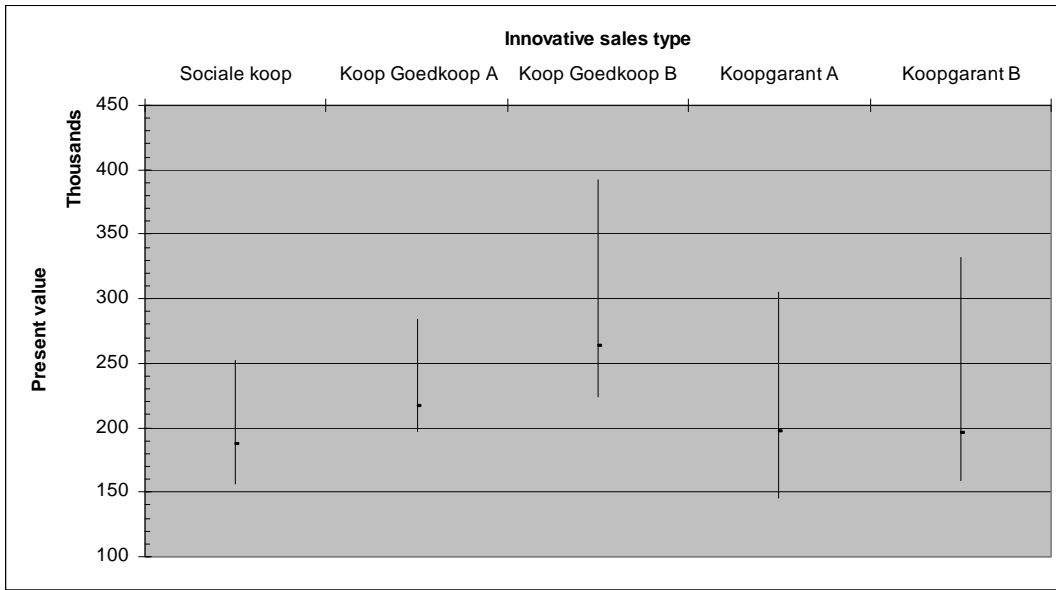 Innovative sales type
Sociale koop Koop Goedkoop A Koop Goedkoop B Koopgarant A Koopgarant B
Present value
Thousands
450
400
350
300
250
200
150
100